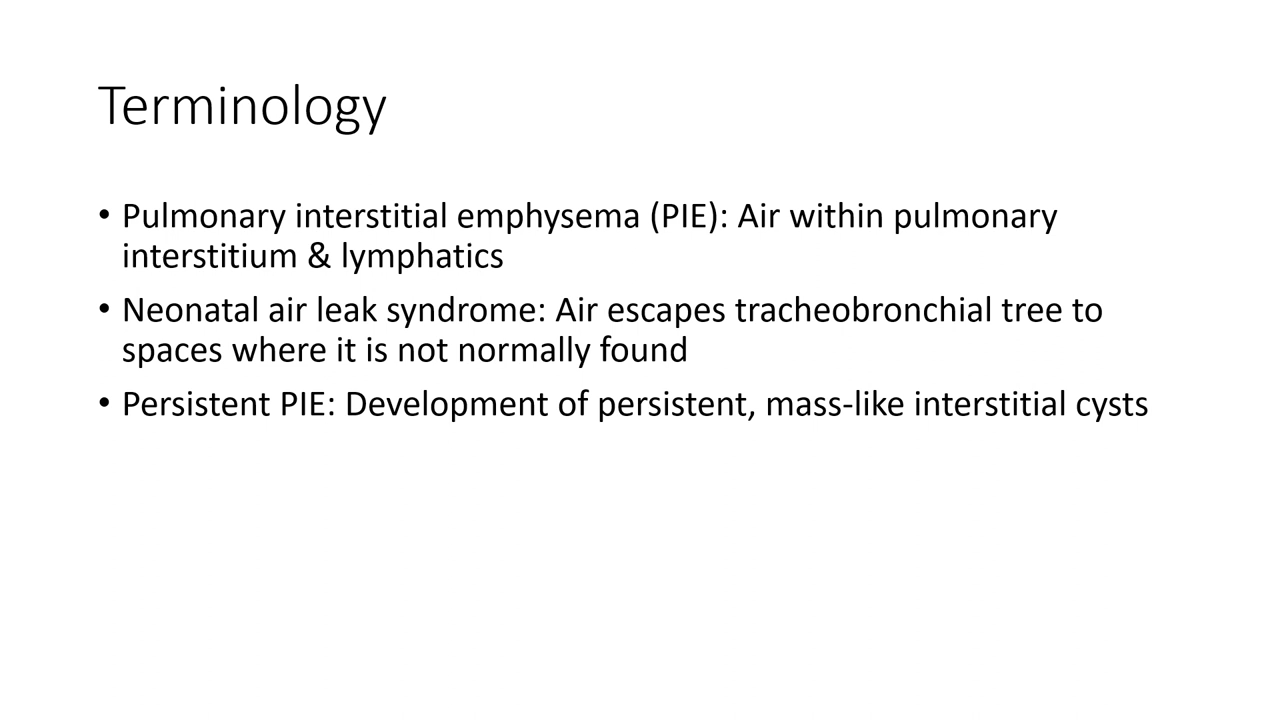 Terminology
• Pulmonary interstitial emphysema (PIE): Air within pulmonary
interstitium & lymphatics
• Neonatal air leak syndrome: Air escapes tracheobronchial tree to
spaces where it is not normally found
• Persistent PIE: Development of persistent, mass-like interstitial cysts